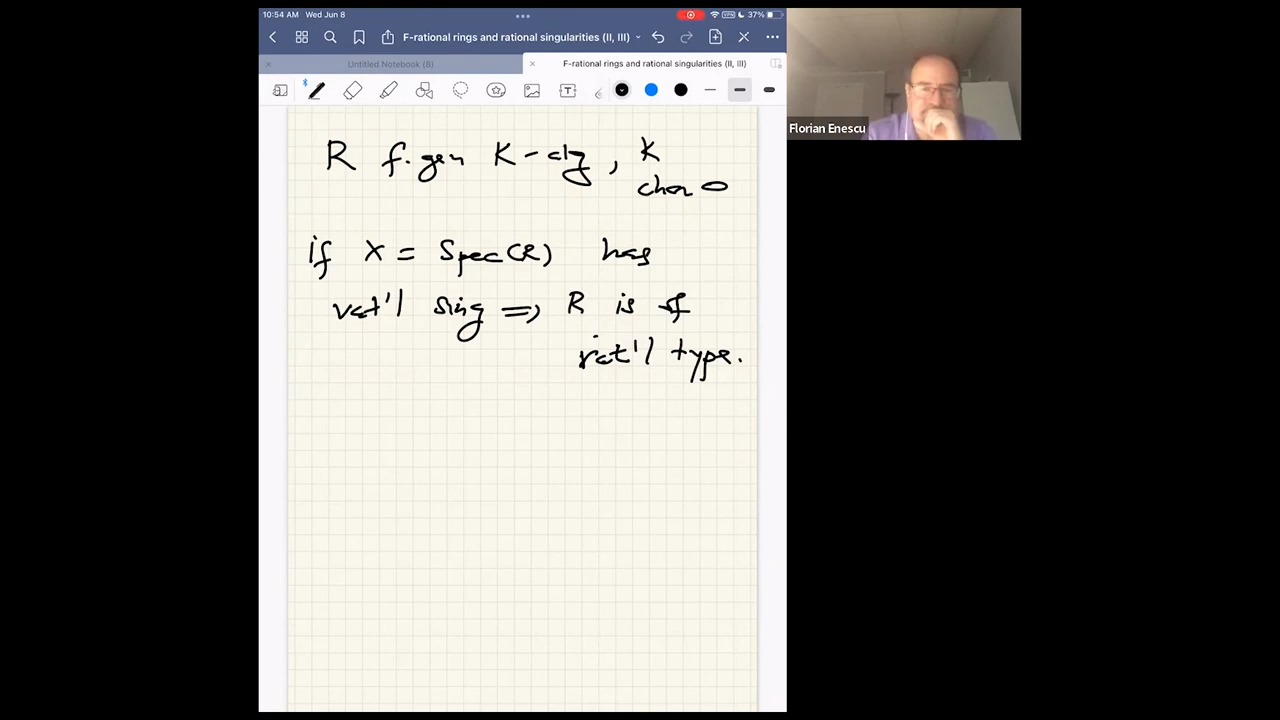 10:54 AM Wed Jun 8
VPN 37%
F-rational rings and rational singularities (II, III)
Untitled Notebook (8)
F-rational rings and rational singularities (II, III)
Florian Enescu
R f.gen K-alg, K
char 0
if X = Spec(R) has
rat'l sing => R is of
rat'l type.